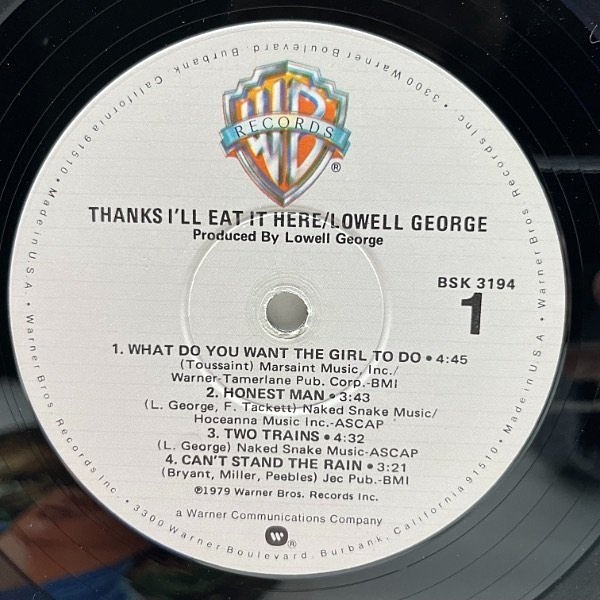 WB
RECORDS
®
THANKS I'LL EAT IT HERE/LOWELL GEORGE
Produced By Lowell George
BSK 3194
1
1. WHAT DO YOU WANT THE GIRL TO DO • 4:45
(Toussaint) Marsaint Music, Inc./
Warner-Tamerlane Pub. Corp.-BMI
2. HONEST MAN • 3:43
(L. George, F. Tackett) Naked Snake Music/
Hoceanna Music Inc.-ASCAP
3. TWO TRAINS • 4:32
(L. George) Naked Snake Music-ASCAP
4. CAN'T STAND THE RAIN • 3:21
(Bryant, Miller, Peebles) Jec Pub.-BMI
℗1979 Warner Bros. Records Inc.
a Warner Communications Company
W ®
Warner Bros. Records Inc. • 3300 Warner Boulevard, Burbank, California 91510 • Made in U.S.A. • Warner Bros. Records Inc. • 3300 Warner Boulevard, Burbank, California 91510 • Made in U.S.A. •